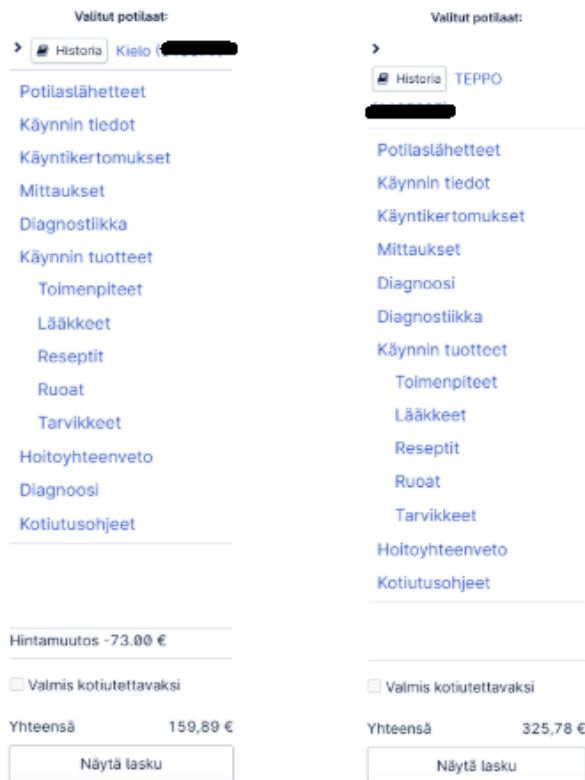 Valitut potilaat:
> Historia Kielo (
Potilaslähetteet
Käynnin tiedot
Käyntikertomukset
Mittaukset
Diagnostiikka
Käynnin tuotteet
Toimenpiteet
Lääkkeet
Reseptit
Ruoat
Tarvikkeet
Hoitoyhteenveto
Diagnoosi
Kotiutusohjeet
Hintamuutos -73.00 €
Valmis kotiutettavaksi
Yhteensä 159,89 €
Näytä lasku
Valitut potilaat:
>
Historia TEPPO
Potilaslähetteet
Käynnin tiedot
Käyntikertomukset
Mittaukset
Diagnoosi
Diagnostiikka
Käynnin tuotteet
Toimenpiteet
Lääkkeet
Reseptit
Ruoat
Tarvikkeet
Hoitoyhteenveto
Kotiutusohjeet
Valmis kotiutettavaksi
Yhteensä 325,78 €
Näytä lasku